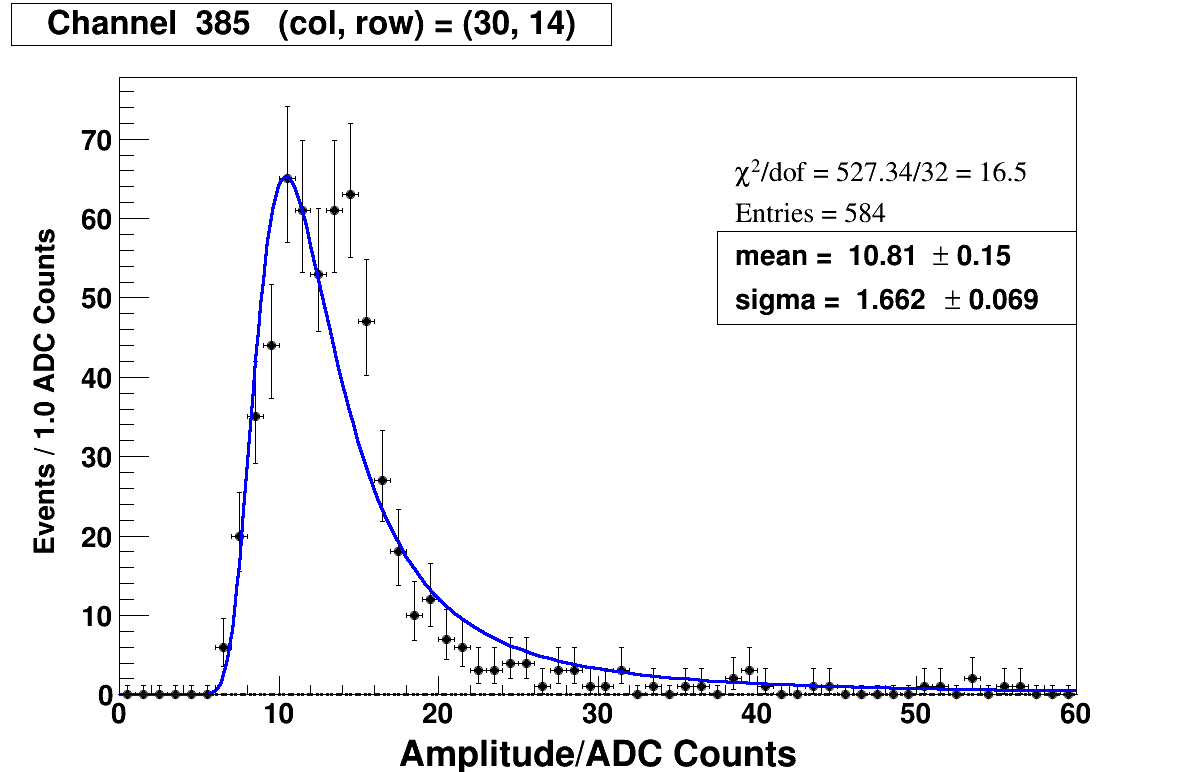 Channel 385 (col, row) = (30, 14)
χ²/dof = 527.34/32 = 16.5
Entries = 584
mean = 10.81 ± 0.15
sigma = 1.662 ± 0.069
Events / 1.0 ADC Counts
70
60
50
40
30
20
10
0
0 10 20 30 40 50 60
Amplitude/ADC Counts